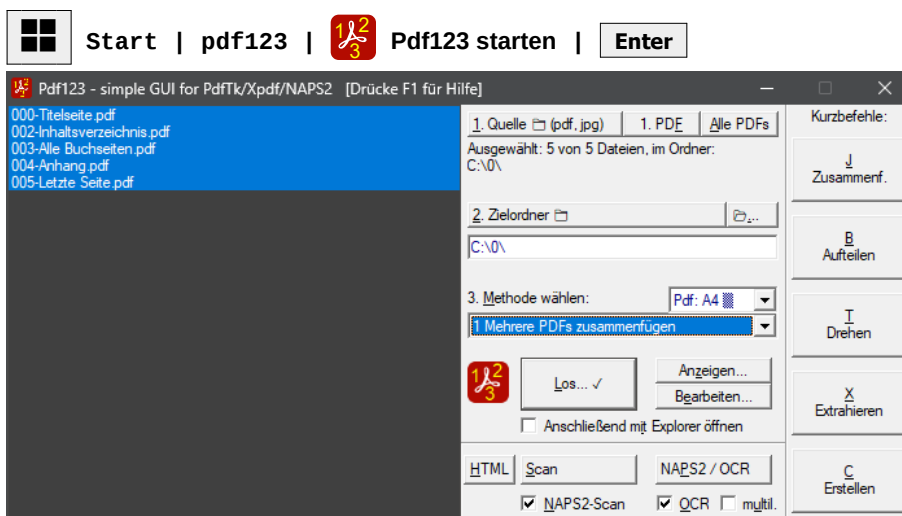 Start | pdf123 | Pdf123 starten | Enter
Pdf123 - simple GUI for PdfTk/Xpdf/NAPS2 [Drücke F1 für Hilfe]
000-Titelseite.pdf
002-Inhaltsverzeichnis.pdf
003-Alle Buchseiten.pdf
004-Anhang.pdf
005-Letzte Seite.pdf
1. Quelle (pdf, jpg) 1. PDF Alle PDFs
Ausgewählt: 5 von 5 Dateien, im Ordner:
C:\0\
2. Zielordner ...
C:\0\
3. Methode wählen: Pdf: A4
1 Mehrere PDFs zusammenfügen
1 2 3
Los... ✓
Anzeigen...
Bearbeiten...
Anschließend mit Explorer öffnen
HTML Scan NAPS2 / OCR
NAPS2-Scan OCR multil.
Kurzbefehle:
J
Zusammenf.
B
Aufteilen
T
Drehen
X
Extrahieren
C
Erstellen